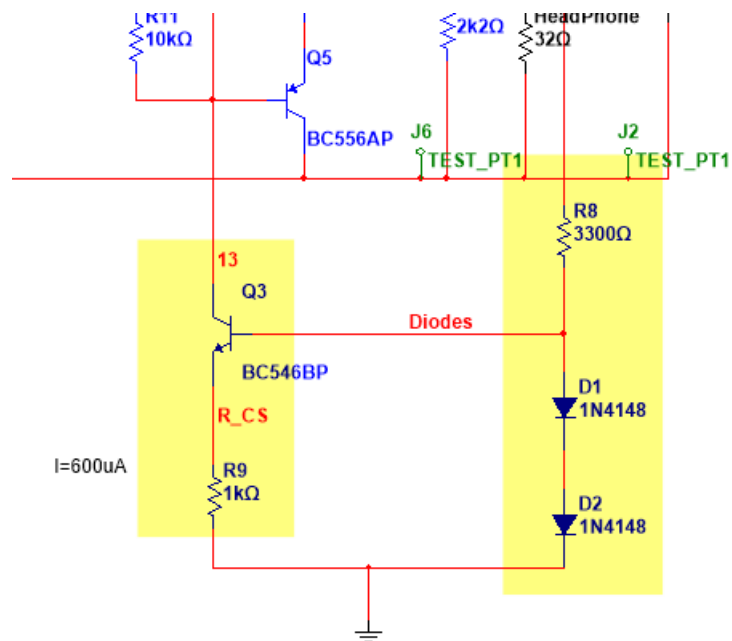 R11
10kΩ
2k2Ω
HeadPhone
32Ω
Q5
BC556AP
J6
TEST_PT1
J2
TEST_PT1
R8
3300Ω
13
Q3
Diodes
BC546BP
D1
1N4148
R_CS
I=600uA
R9
1kΩ
D2
1N4148